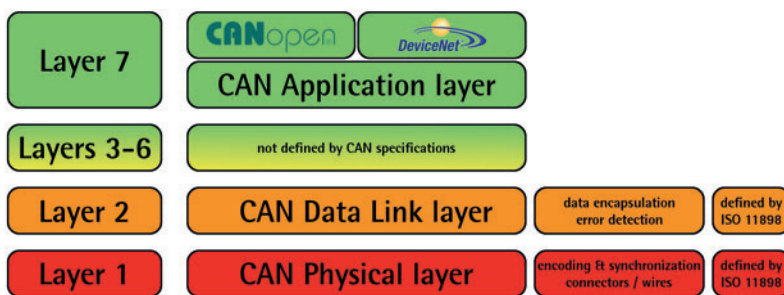 Layer 7
CANopen
DeviceNet
CAN Application layer
Layers 3-6
not defined by CAN specifications
Layer 2
CAN Data Link layer
data encapsulation
error detection
defined by
ISO 11898
Layer 1
CAN Physical layer
encoding & synchronization
connectors / wires
defined by
ISO 11898